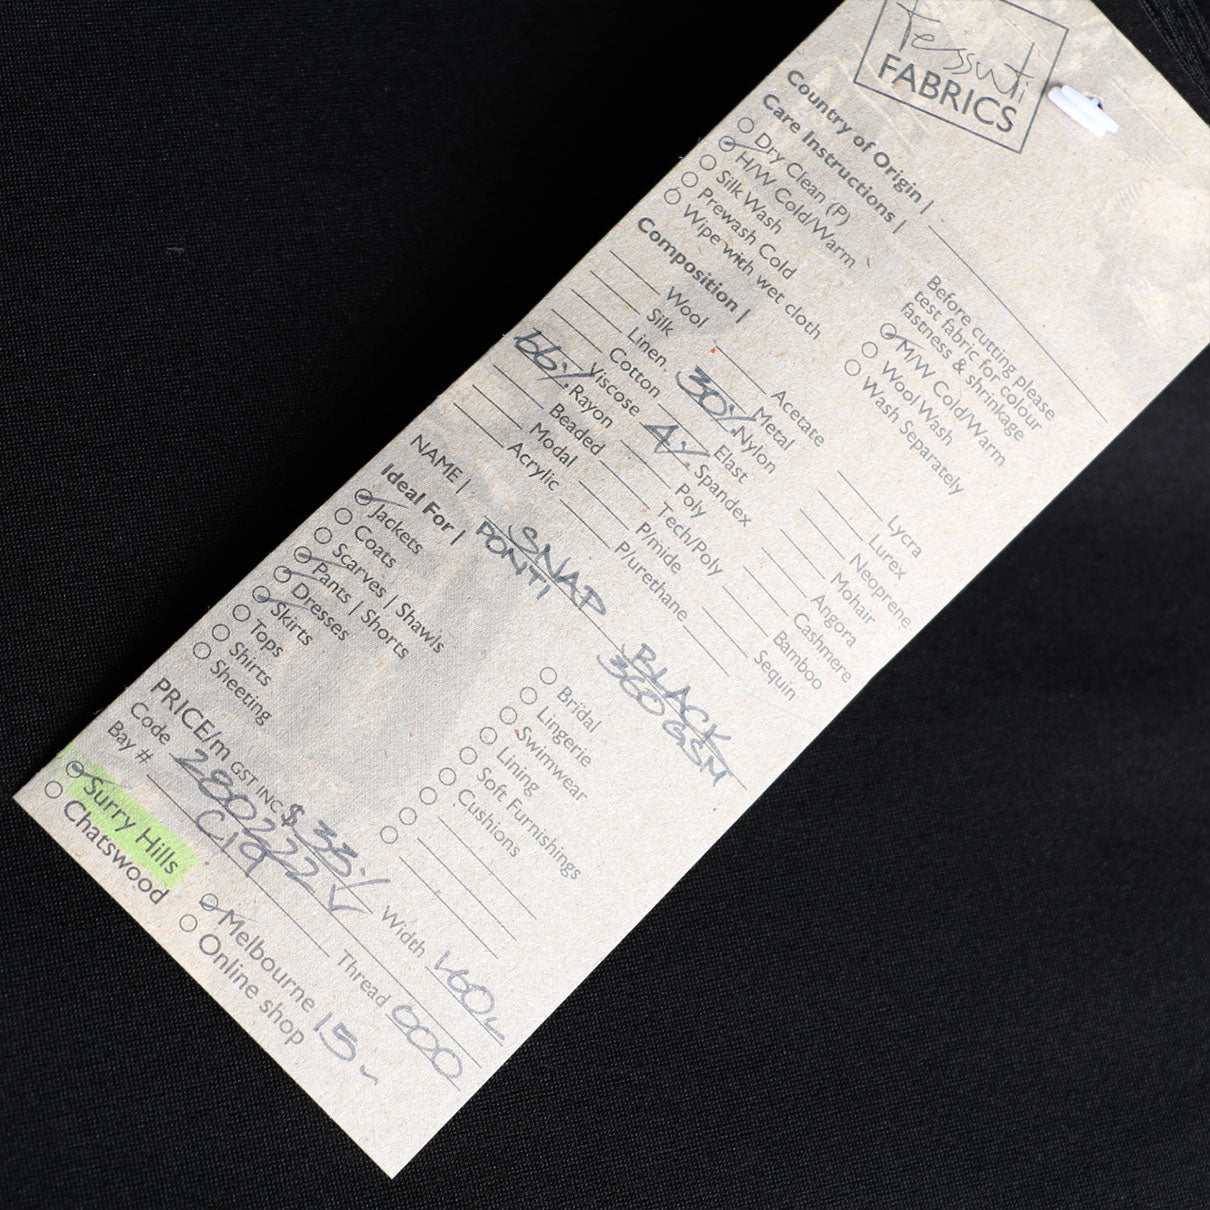 Tessuti
FABRICS
Country of Origin |
Care Instructions |
Dry Clean (P)
H/W Cold/Warm
Silk Wash
Prewash Cold
Wipe with wet cloth
Before cutting please
test fabric for colour
fastness & shrinkage
M/W Cold/Warm
Wool Wash
Wash Separately
Composition |
Wool
Silk
Linen
Cotton
Viscose
66% Rayon
Beaded
Modal
Acrylic
Acetate
Metal
30% Nylon
Elast
4% Spandex
Poly
Tech/Poly
P/mide
P/urethane
Lycra
Lurex
Neoprene
Mohair
Angora
Cashmere
Bamboo
Sequin
NAME | SNAP BLACK
PONTI 360 GSM
Ideal For |
Jackets
Coats
Scarves | Shawls
Pants | Shorts
Dresses
Skirts
Tops
Shirts
Sheeting
Bridal
Lingerie
Swimwear
Lining
Soft Furnishings
Cushions
PRICE/m GST INC $ 33 Width 160
Code 280222 Thread 000
Bay # C19
Surry Hills
Chatswood
Melbourne 15
Online shop